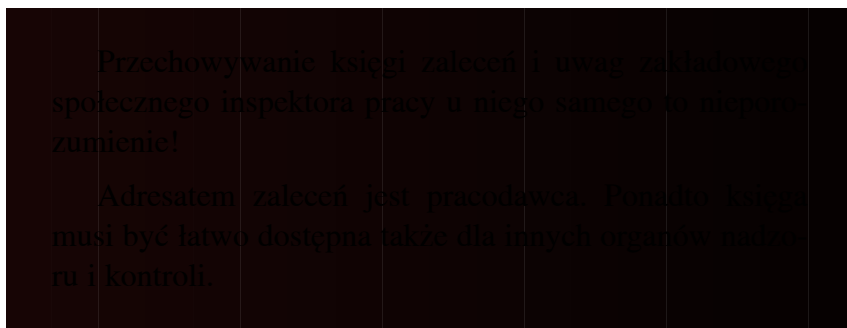 Przechowywanie księgi zaleceń i uwag zakładowego
społecznego inspektora pracy u niego samego to nieporo-
zumienie!
Adresatem zaleceń jest pracodawca. Ponadto księga
musi być łatwo dostępna także dla innych organów nadzo-
ru i kontroli.